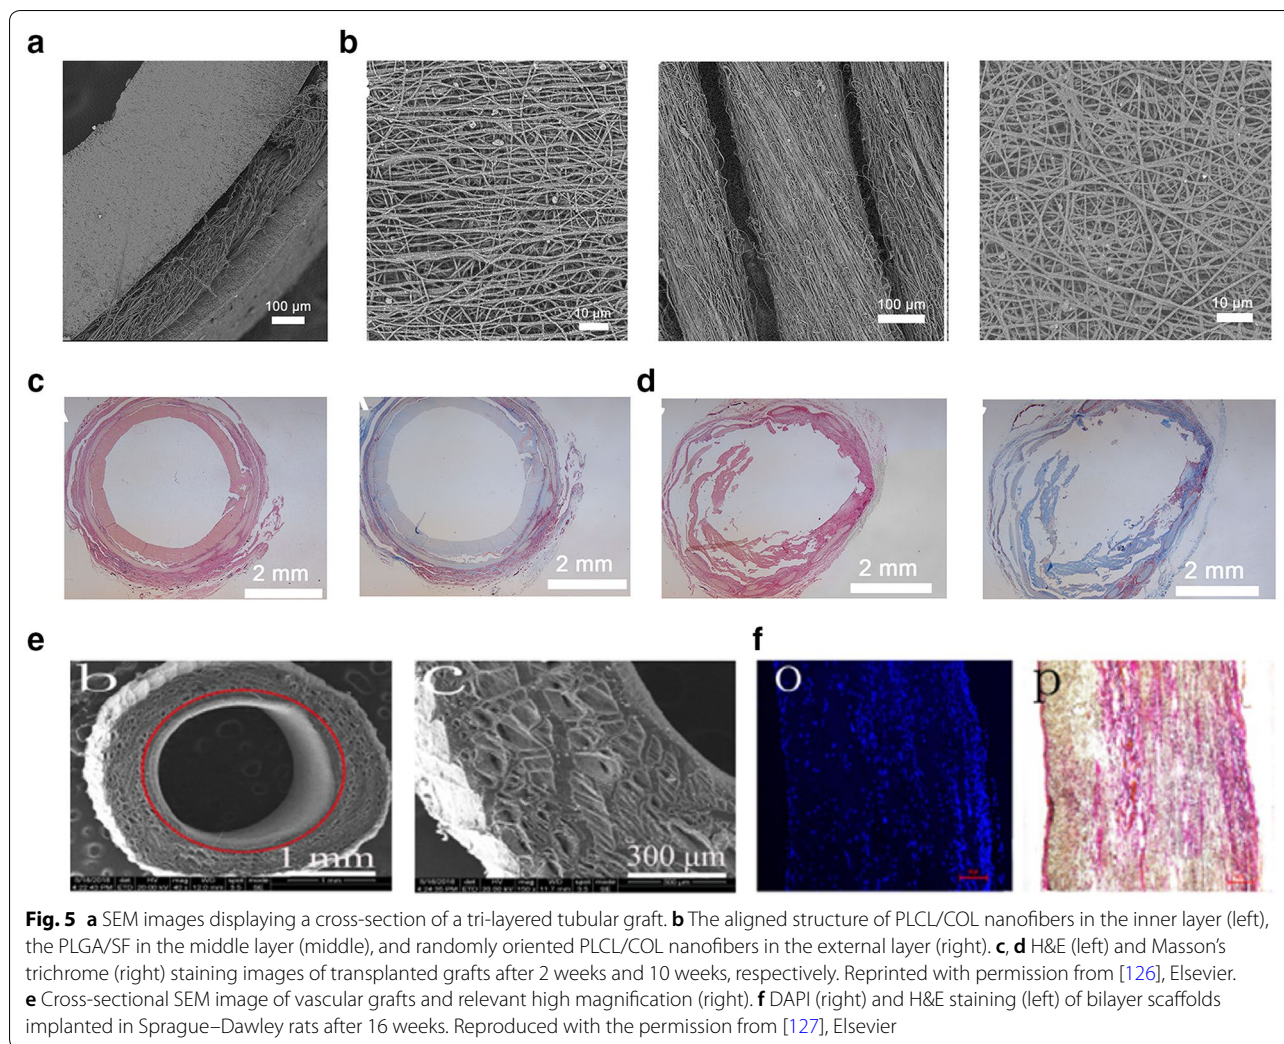 a
b
100 µm
10 µm
100 µm
10 µm
c
d
2 mm
2 mm
2 mm
2 mm
e
f
b
1 mm
c
300 µm
o
p
Fig. 5 a SEM images displaying a cross-section of a tri-layered tubular graft. b The aligned structure of PLCL/COL nanofibers in the inner layer (left),
the PLGA/SF in the middle layer (middle), and randomly oriented PLCL/COL nanofibers in the external layer (right). c, d H&E (left) and Masson's
trichrome (right) staining images of transplanted grafts after 2 weeks and 10 weeks, respectively. Reprinted with permission from [126], Elsevier.
e Cross-sectional SEM image of vascular grafts and relevant high magnification (right). f DAPI (right) and H&E staining (left) of bilayer scaffolds
implanted in Sprague–Dawley rats after 16 weeks. Reproduced with the permission from [127], Elsevier